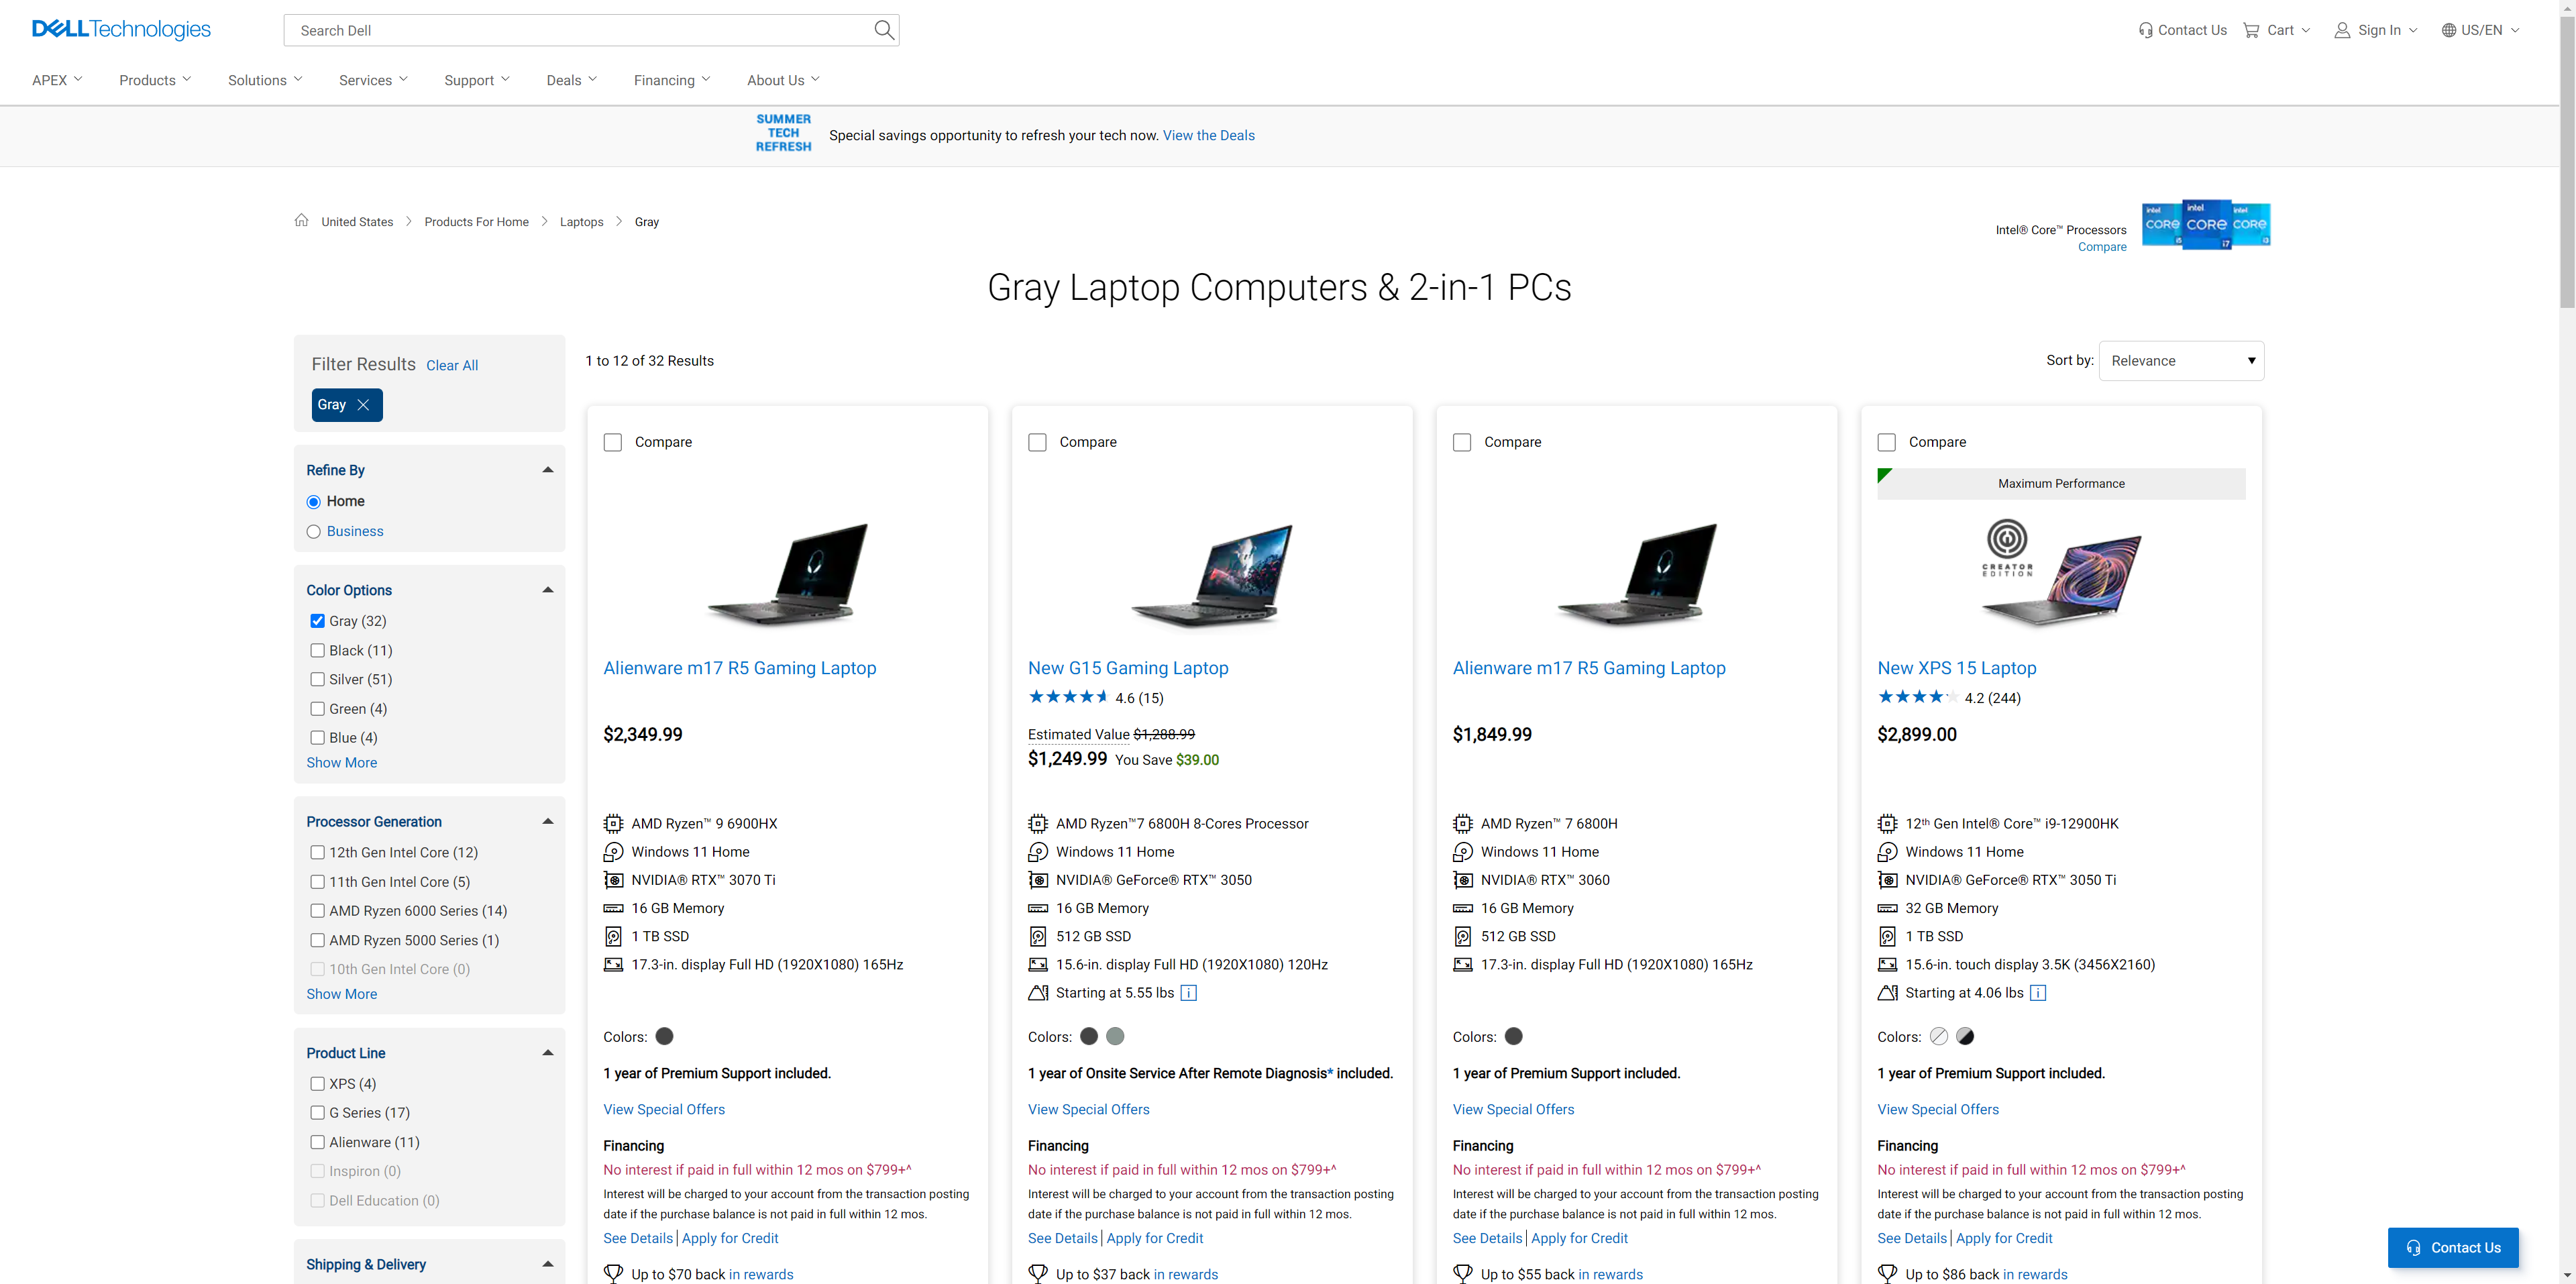 DELL Technologies
Search Dell
Contact Us
Cart
Sign In
US/EN
APEX
Products
Solutions
Services
Support
Deals
Financing
About Us
SUMMER
TECH
REFRESH
Special savings opportunity to refresh your tech now. View the Deals
United States
Products For Home
Laptops
Gray
Intel® Core™ Processors
Compare
intel CORE i5
intel CORE i7
intel CORE i3
Gray Laptop Computers & 2-in-1 PCs
Filter Results Clear All
Gray
Refine By
Home
Business
Color Options
Gray (32)
Black (11)
Silver (51)
Green (4)
Blue (4)
Show More
Processor Generation
12th Gen Intel Core (12)
11th Gen Intel Core (5)
AMD Ryzen 6000 Series (14)
AMD Ryzen 5000 Series (1)
10th Gen Intel Core (0)
Show More
Product Line
XPS (4)
G Series (17)
Alienware (11)
Inspiron (0)
Dell Education (0)
Shipping & Delivery
1 to 12 of 32 Results
Sort by: Relevance
Compare
Alienware m17 R5 Gaming Laptop
$2,349.99
AMD Ryzen™ 9 6900HX
Windows 11 Home
NVIDIA® RTX™ 3070 Ti
16 GB Memory
1 TB SSD
17.3-in. display Full HD (1920X1080) 165Hz
Colors:
1 year of Premium Support included.
View Special Offers
Financing
No interest if paid in full within 12 mos on $799+^
Interest will be charged to your account from the transaction posting
date if the purchase balance is not paid in full within 12 mos.
See Details | Apply for Credit
Up to $70 back in rewards
Compare
New G15 Gaming Laptop
4.6 (15)
Estimated Value $1,288.99
$1,249.99 You Save $39.00
AMD Ryzen™7 6800H 8-Cores Processor
Windows 11 Home
NVIDIA® GeForce® RTX™ 3050
16 GB Memory
512 GB SSD
15.6-in. display Full HD (1920X1080) 120Hz
Starting at 5.55 lbs
Colors:
1 year of Onsite Service After Remote Diagnosis* included.
View Special Offers
Financing
No interest if paid in full within 12 mos on $799+^
Interest will be charged to your account from the transaction posting
date if the purchase balance is not paid in full within 12 mos.
See Details | Apply for Credit
Up to $37 back in rewards
Compare
Alienware m17 R5 Gaming Laptop
$1,849.99
AMD Ryzen™ 7 6800H
Windows 11 Home
NVIDIA® RTX™ 3060
16 GB Memory
512 GB SSD
17.3-in. display Full HD (1920X1080) 165Hz
Colors:
1 year of Premium Support included.
View Special Offers
Financing
No interest if paid in full within 12 mos on $799+^
Interest will be charged to your account from the transaction posting
date if the purchase balance is not paid in full within 12 mos.
See Details | Apply for Credit
Up to $55 back in rewards
Compare
Maximum Performance
CREATOR
EDITION
New XPS 15 Laptop
4.2 (244)
$2,899.00
12th Gen Intel® Core™ i9-12900HK
Windows 11 Home
NVIDIA® GeForce® RTX™ 3050 Ti
32 GB Memory
1 TB SSD
15.6-in. touch display 3.5K (3456X2160)
Starting at 4.06 lbs
Colors:
1 year of Premium Support included.
View Special Offers
Financing
No interest if paid in full within 12 mos on $799+^
Interest will be charged to your account from the transaction posting
date if the purchase balance is not paid in full within 12 mos.
See Details | Apply for Credit
Up to $86 back in rewards
Contact Us